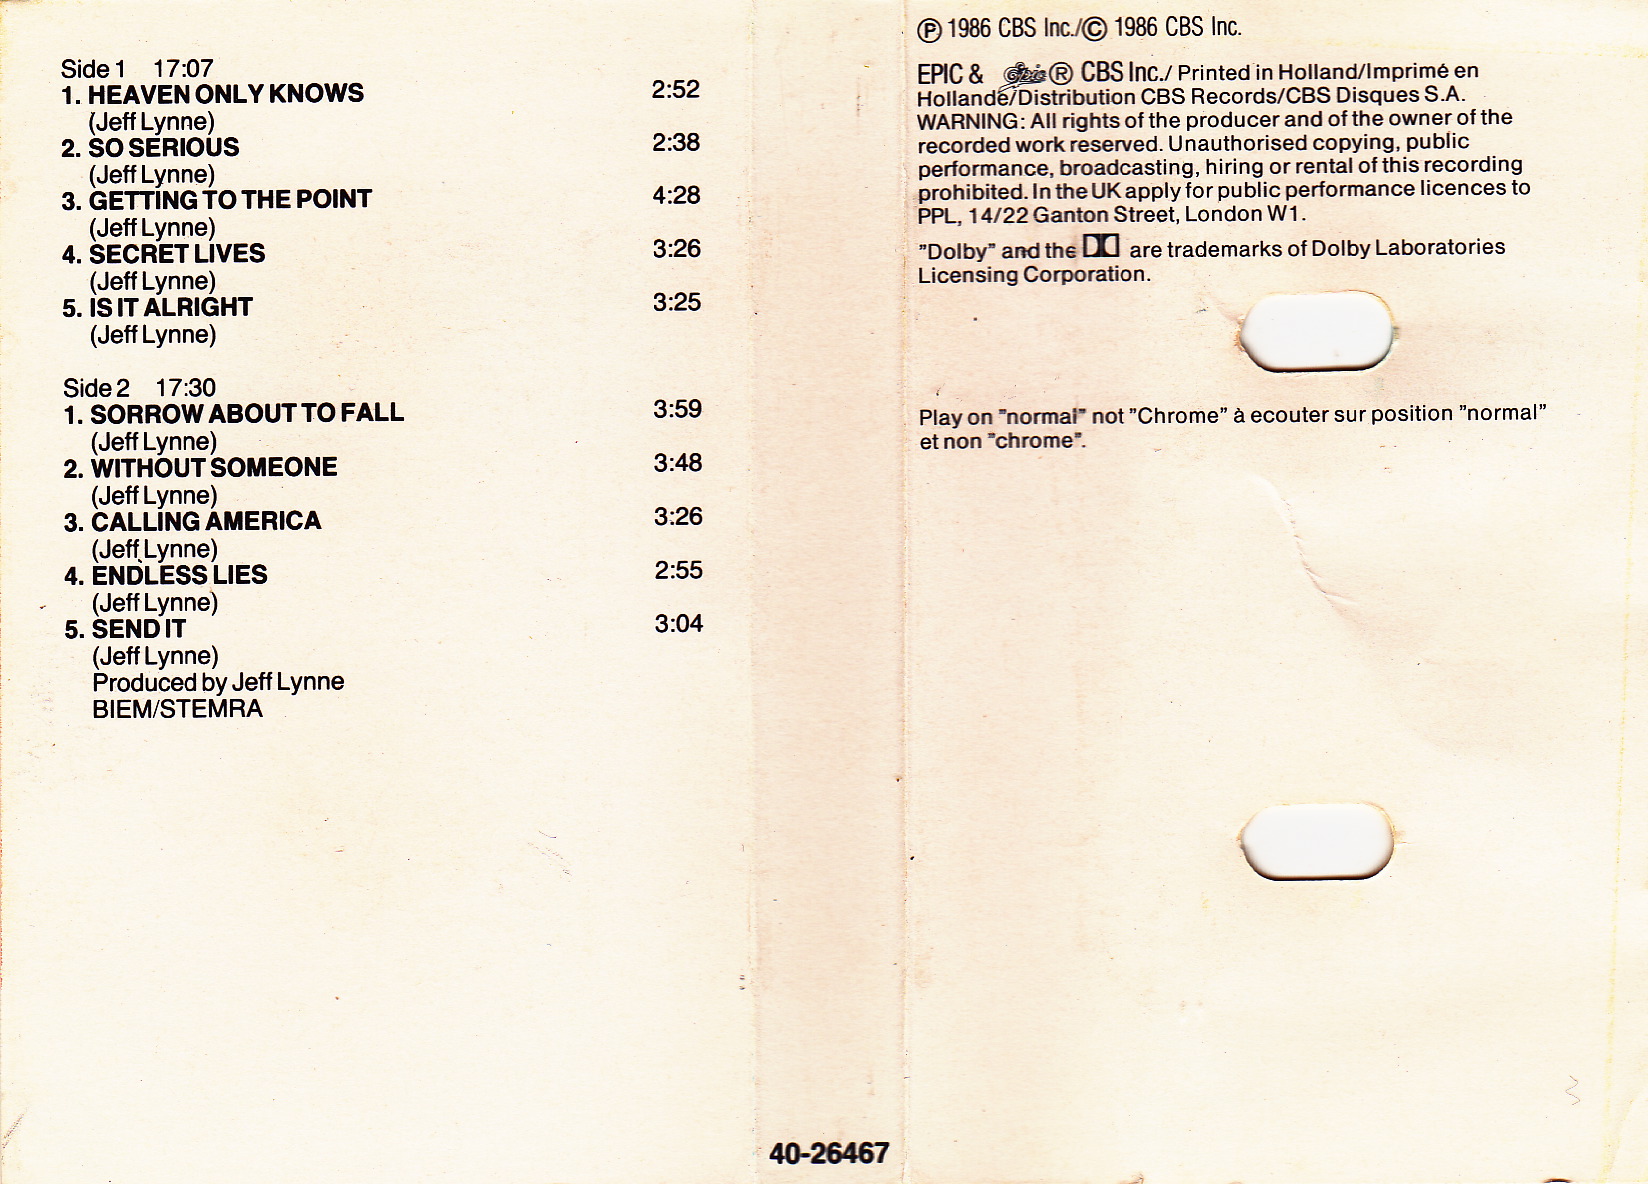 Side 1 17:07
1. HEAVEN ONLY KNOWS 2:52
(Jeff Lynne)
2. SO SERIOUS 2:38
(Jeff Lynne)
3. GETTING TO THE POINT 4:28
(Jeff Lynne)
4. SECRET LIVES 3:26
(Jeff Lynne)
5. IS IT ALRIGHT 3:25
(Jeff Lynne)
Side 2 17:30
1. SORROW ABOUT TO FALL 3:59
(Jeff Lynne)
2. WITHOUT SOMEONE 3:48
(Jeff Lynne)
3. CALLING AMERICA 3:26
(Jeff Lynne)
4. ENDLESS LIES 2:55
(Jeff Lynne)
5. SEND IT 3:04
(Jeff Lynne)
Produced by Jeff Lynne
BIEM/STEMRA
40-26467
℗ 1986 CBS Inc./© 1986 CBS Inc.
EPIC & Epic ® CBS Inc./ Printed in Holland/Imprimé en
Hollande/Distribution CBS Records/CBS Disques S.A.
WARNING: All rights of the producer and of the owner of the
recorded work reserved. Unauthorised copying, public
performance, broadcasting, hiring or rental of this recording
prohibited. In the UK apply for public performance licences to
PPL, 14/22 Ganton Street, London W1.
"Dolby" and the are trademarks of Dolby Laboratories
Licensing Corporation.
Play on "normal" not "Chrome" à ecouter sur position "normal"
et non "chrome".